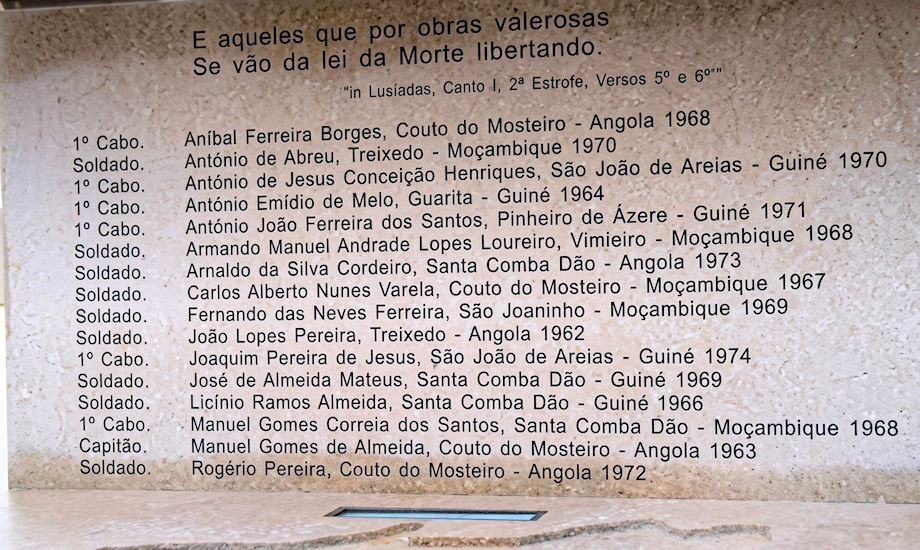 E aqueles que por obras valerosas
Se vão da lei da Morte libertando.
"in Lusíadas, Canto I, 2ª Estrofe, Versos 5º e 6º""
1º Cabo. Aníbal Ferreira Borges, Couto do Mosteiro - Angola 1968
Soldado. António de Abreu, Treixedo - Moçambique 1970
1º Cabo. António de Jesus Conceição Henriques, São João de Areias - Guiné 1970
1º Cabo. António Emídio de Melo, Guarita - Guiné 1964
1º Cabo. António João Ferreira dos Santos, Pinheiro de Ázere - Guiné 1971
Soldado. Armando Manuel Andrade Lopes Loureiro, Vimieiro - Moçambique 1968
Soldado. Arnaldo da Silva Cordeiro, Santa Comba Dão - Angola 1973
Soldado. Carlos Alberto Nunes Varela, Couto do Mosteiro - Moçambique 1967
Soldado. Fernando das Neves Ferreira, São Joaninho - Moçambique 1969
Soldado. João Lopes Pereira, Treixedo - Angola 1962
1º Cabo. Joaquim Pereira de Jesus, São João de Areias - Guiné 1974
Soldado. José de Almeida Mateus, Santa Comba Dão - Guiné 1969
Soldado. Licínio Ramos Almeida, Santa Comba Dão - Guiné 1966
1º Cabo. Manuel Gomes Correia dos Santos, Santa Comba Dão - Moçambique 1968
Capitão. Manuel Gomes de Almeida, Couto do Mosteiro - Angola 1963
Soldado. Rogério Pereira, Couto do Mosteiro - Angola 1972